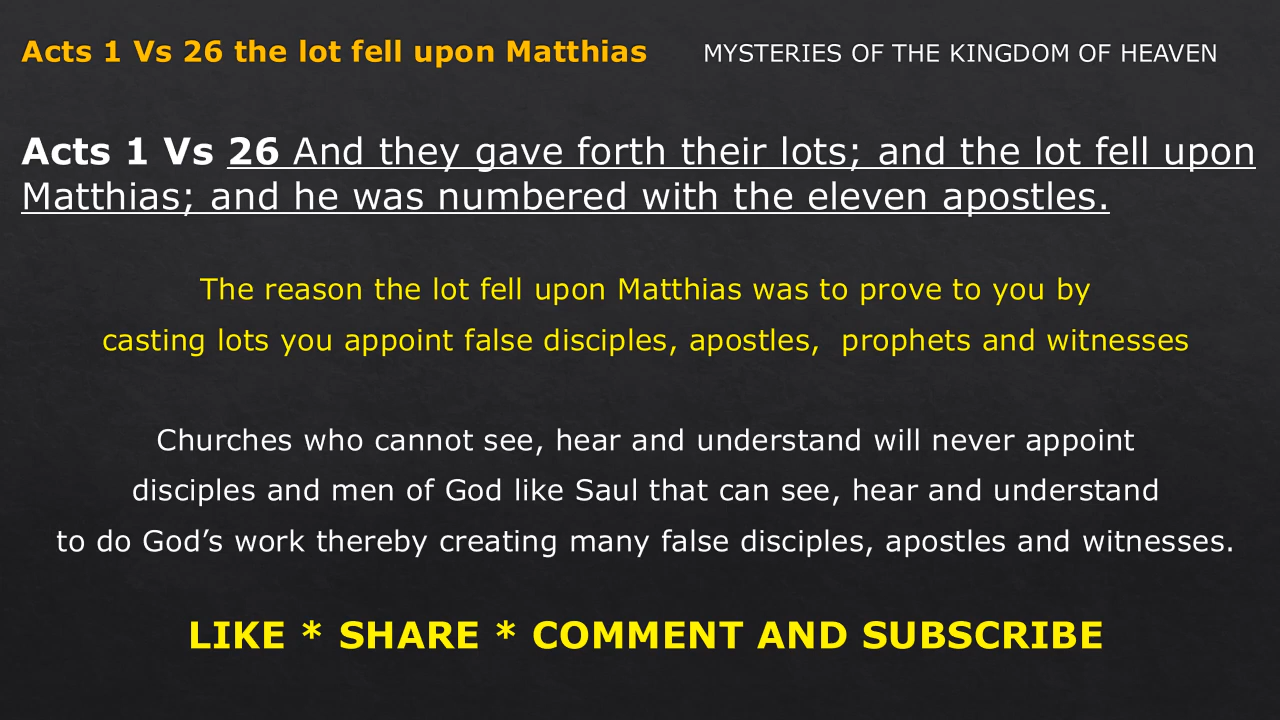 Acts 1 Vs 26 the lot fell upon Matthias MYSTERIES OF THE KINGDOM OF HEAVEN
Acts 1 Vs 26 And they gave forth their lots; and the lot fell upon
Matthias; and he was numbered with the eleven apostles.
The reason the lot fell upon Matthias was to prove to you by
casting lots you appoint false disciples, apostles,  prophets and witnesses
Churches who cannot see, hear and understand will never appoint
disciples and men of God like Saul that can see, hear and understand
to do God’s work thereby creating many false disciples, apostles and witnesses.
LIKE * SHARE * COMMENT AND SUBSCRIBE